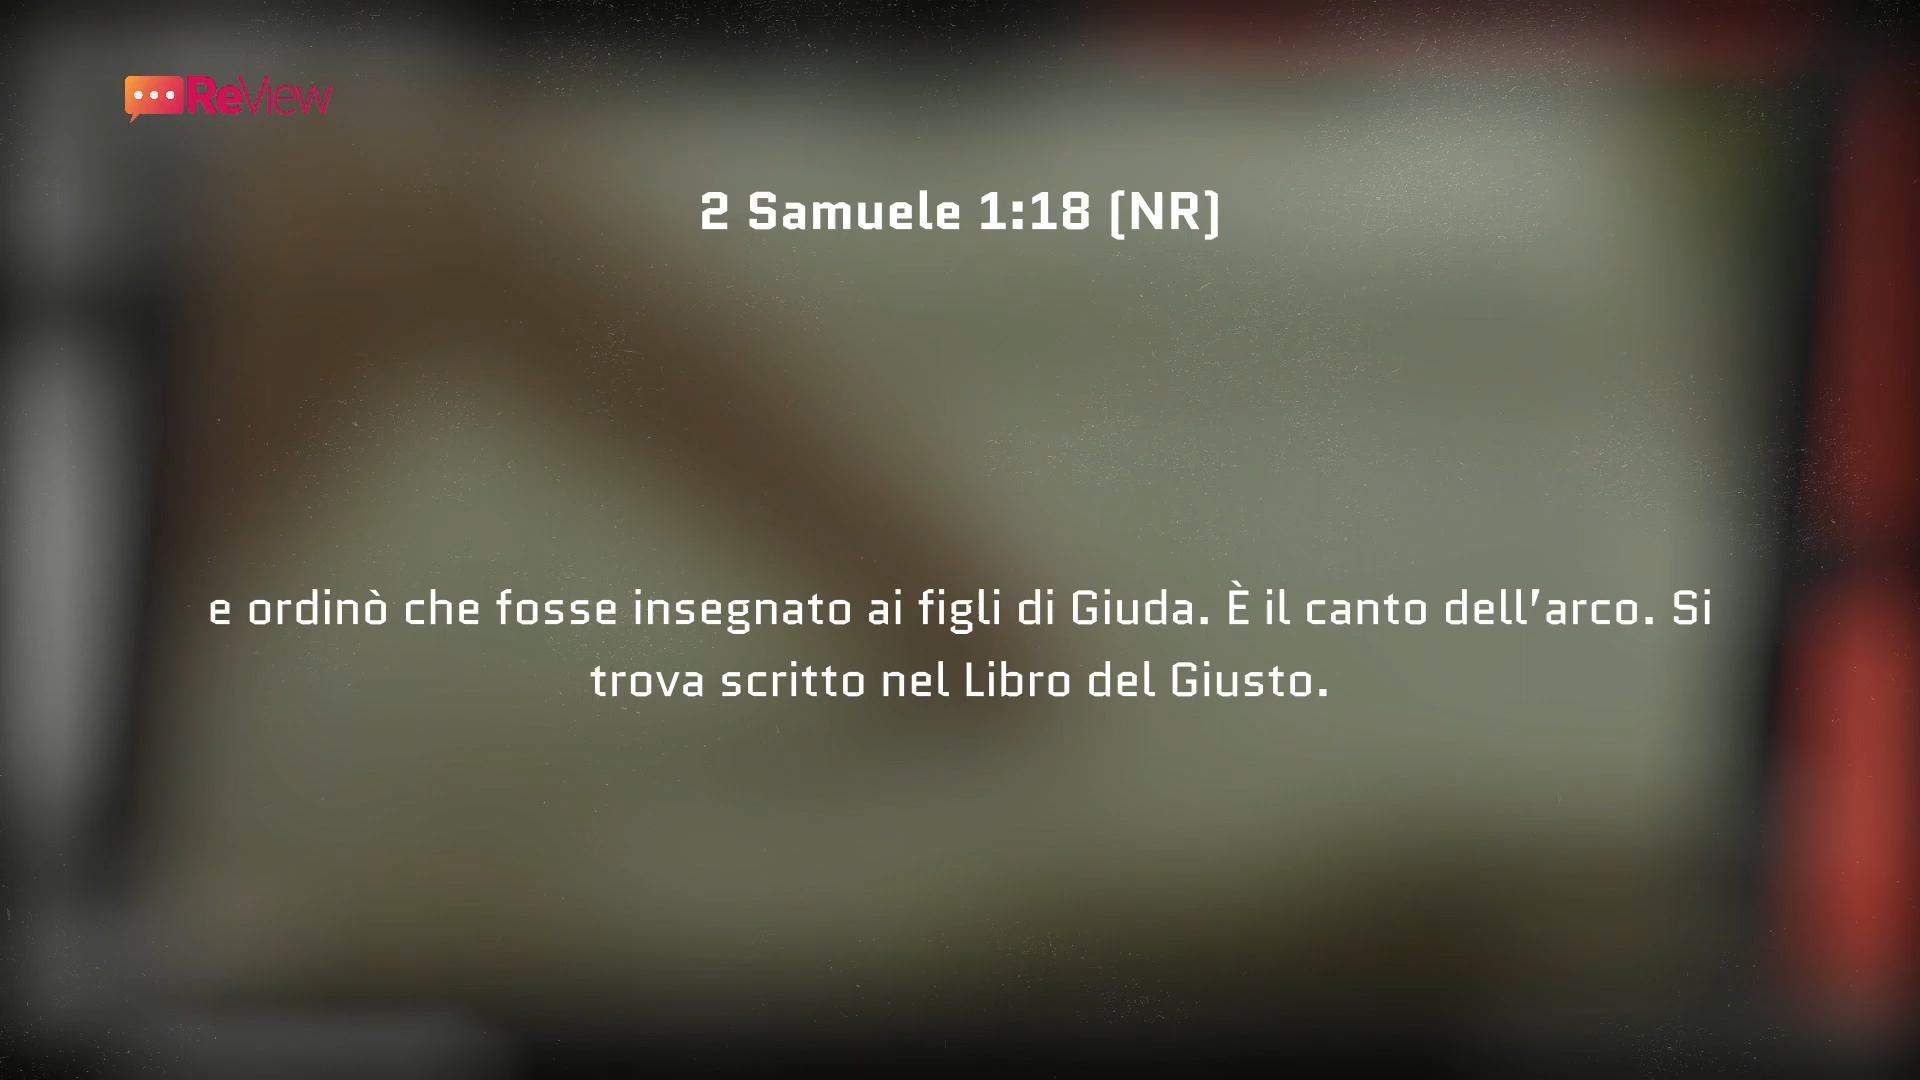 ReView
2 Samuele 1:18 (NR)
e ordinò che fosse insegnato ai figli di Giuda. È il canto dell'arco. Si
trova scritto nel Libro del Giusto.